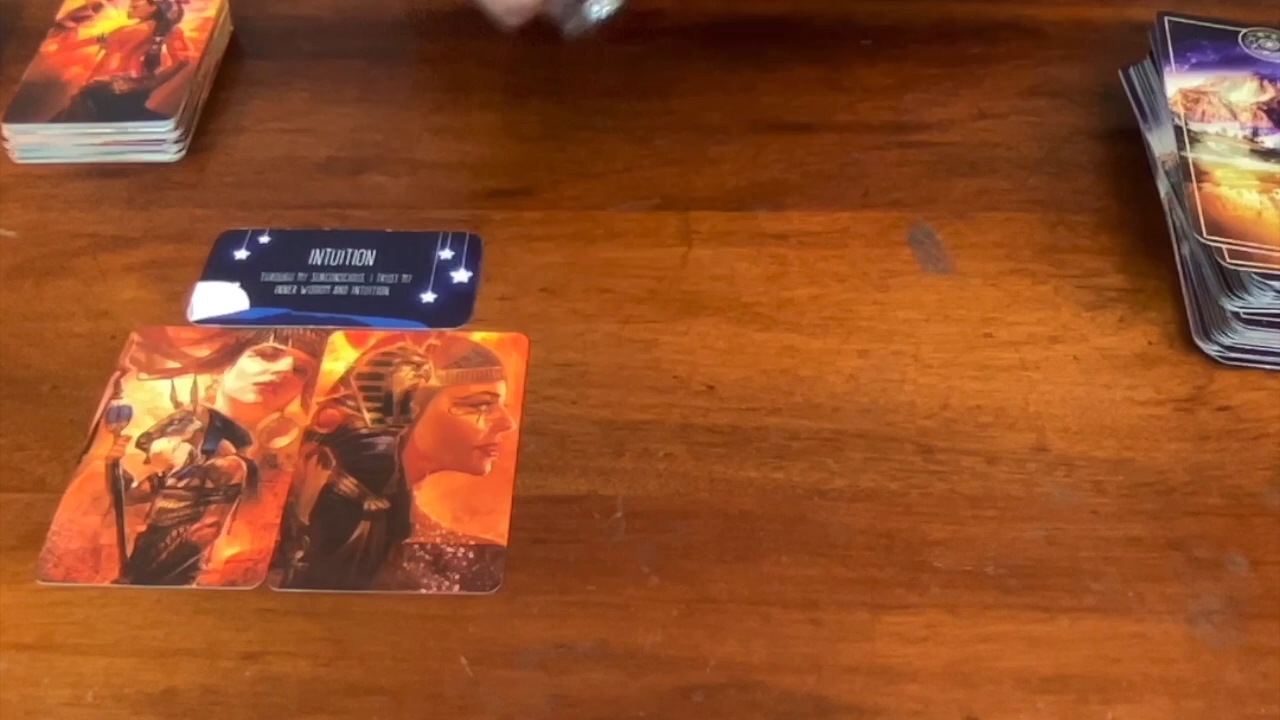 INTUITION
THROUGH MY SUBCONSCIOUS, I TRUST MY
INNER WISDOM AND INTUITION